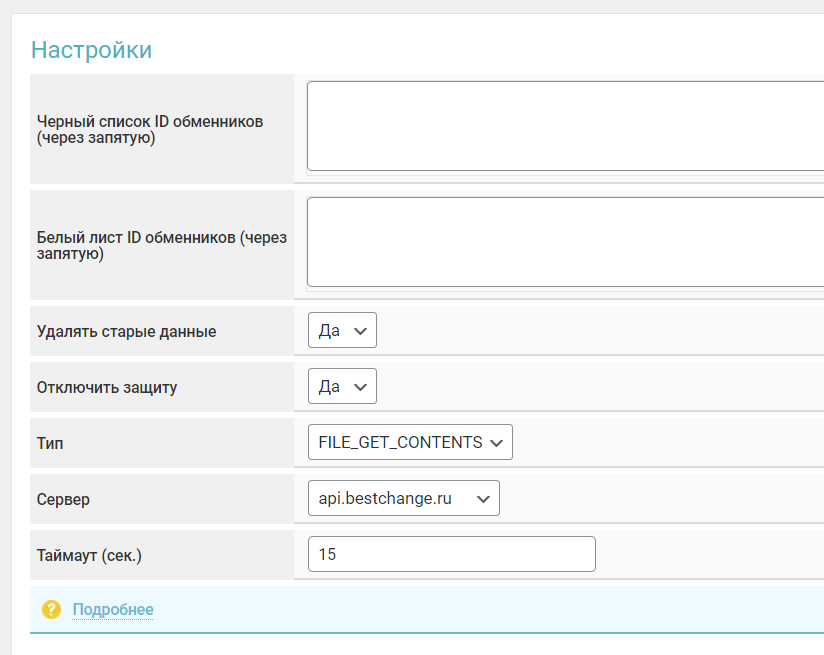 Настройки
Черный список ID обменников
(через запятую)
Белый лист ID обменников (через
запятую)
Удалять старые данные
Да
Отключить защиту
Да
Тип
FILE_GET_CONTENTS
Сервер
api.bestchange.ru
Таймаут (сек.)
15
? Подробнее